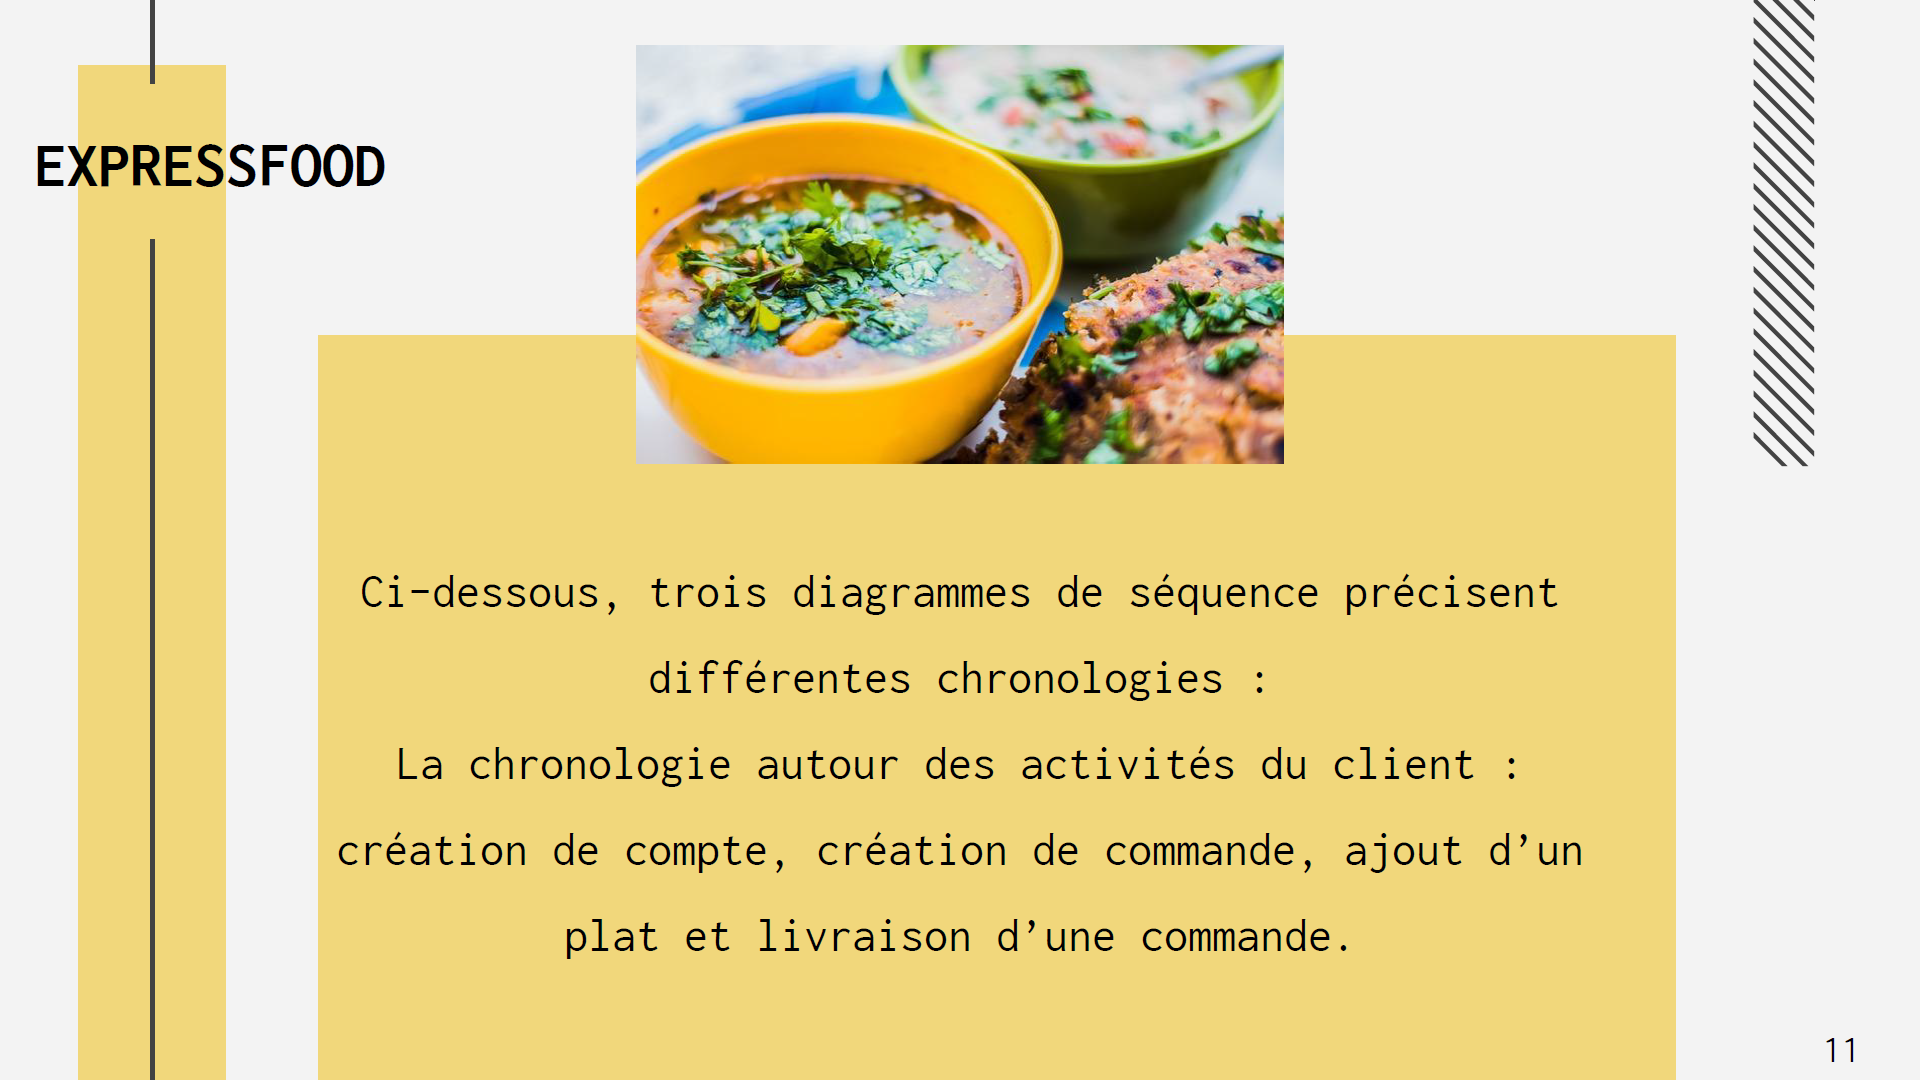 EXPRESSFOOD
Ci-dessous, trois diagrammes de séquence précisent
différentes chronologies :
La chronologie autour des activités du client :
création de compte, création de commande, ajout d’un
plat et livraison d’une commande.
11